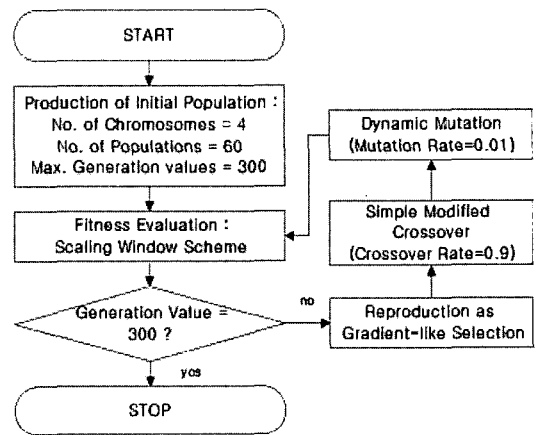 START
Production of Initial Population :
No. of Chromosomes = 4
No. of Populations = 60
Max. Generation values = 300
Fitness Evaluation :
Scaling Window Scheme
Generation Value =
300 ?
no
yes
STOP
Reproduction as
Gradient-like Selection
Simple Modified
Crossover
(Crossover Rate=0.9)
Dynamic Mutation
(Mutation Rate=0.01)